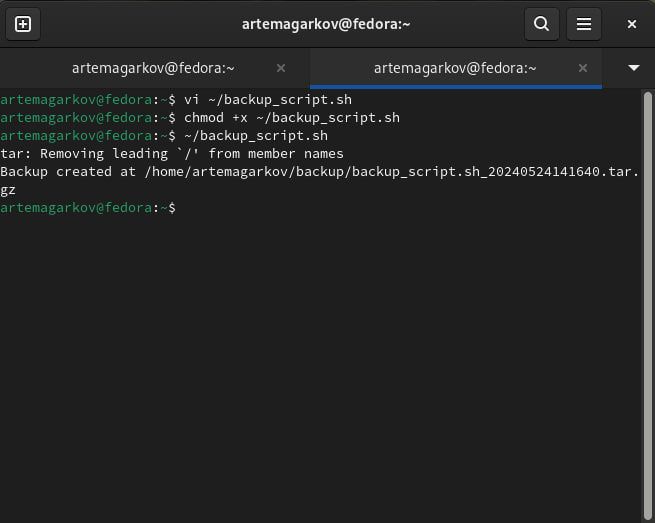 artemagarkov@fedora:~
artemagarkov@fedora:~
artemagarkov@fedora:~
artemagarkov@fedora:~$ vi ~/backup_script.sh
artemagarkov@fedora:~$ chmod +x ~/backup_script.sh
artemagarkov@fedora:~$ ~/backup_script.sh
tar: Removing leading `/' from member names
Backup created at /home/artemagarkov/backup/backup_script.sh_20240524141640.tar.
gz
artemagarkov@fedora:~$